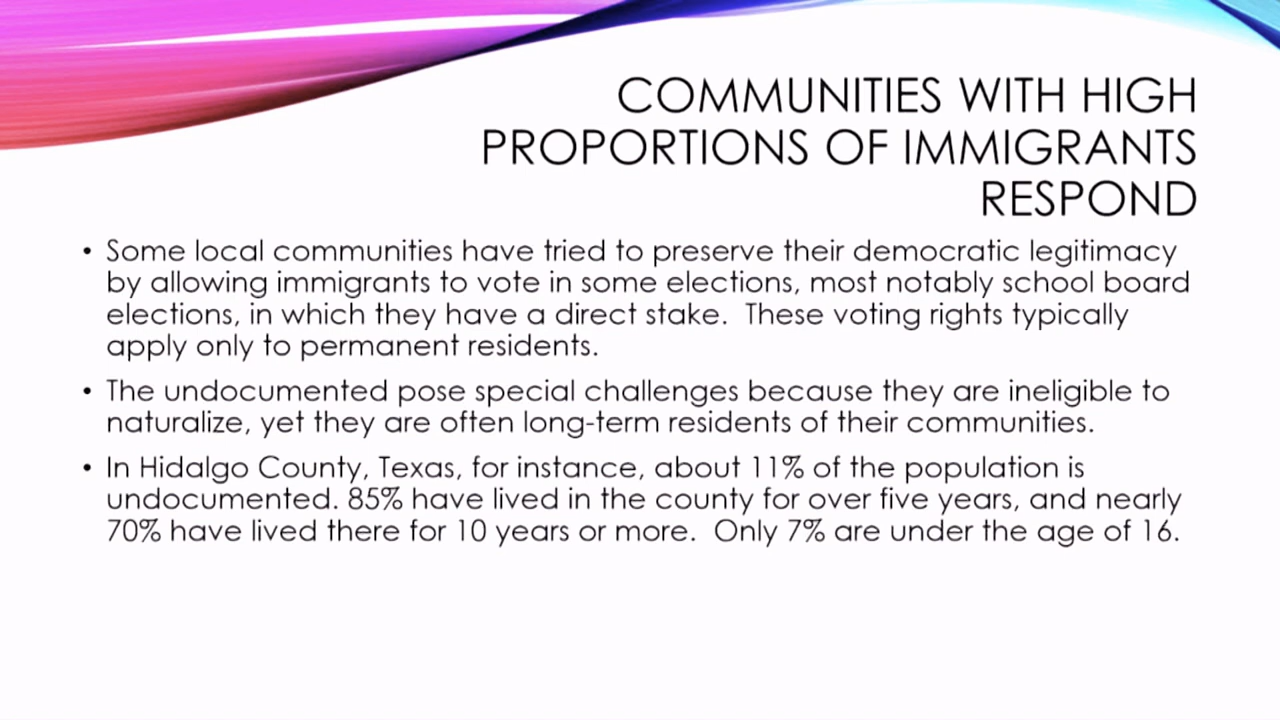 COMMUNITIES WITH HIGH
PROPORTIONS OF IMMIGRANTS
RESPOND
• Some local communities have tried to preserve their democratic legitimacy
by allowing immigrants to vote in some elections, most notably school board
elections, in which they have a direct stake.  These voting rights typically
apply only to permanent residents.
• The undocumented pose special challenges because they are ineligible to
naturalize, yet they are often long-term residents of their communities.
• In Hidalgo County, Texas, for instance, about 11% of the population is
undocumented. 85% have lived in the county for over five years, and nearly
70% have lived there for 10 years or more.  Only 7% are under the age of 16.